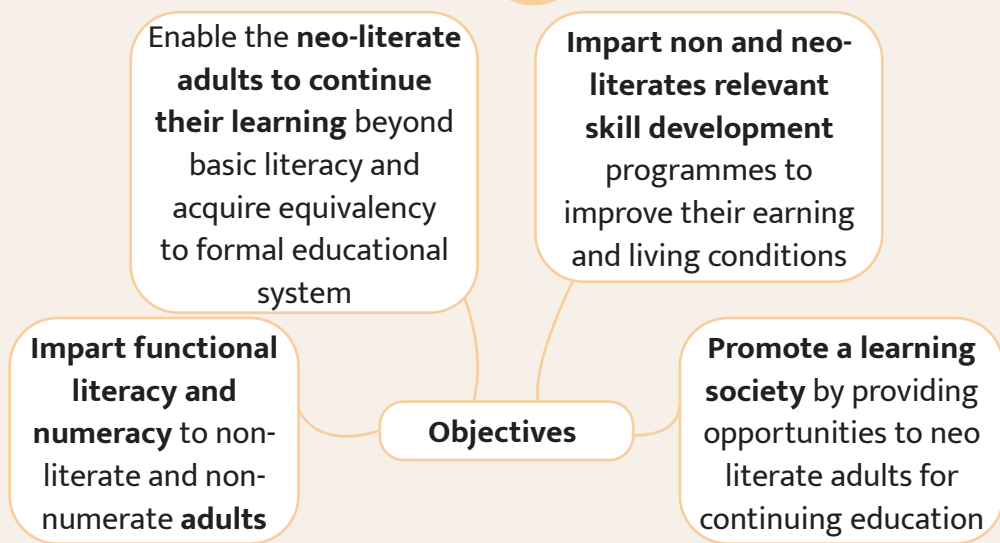 Enable the neo-literate
adults to continue
their learning beyond
basic literacy and
acquire equivalency
to formal educational
system
Impart non and neo-
literates relevant
skill development
programmes to
improve their earning
and living conditions
Impart functional
literacy and
numeracy to non-
literate and non-
numerate adults
Objectives
Promote a learning
society by providing
opportunities to neo
literate adults for
continuing education